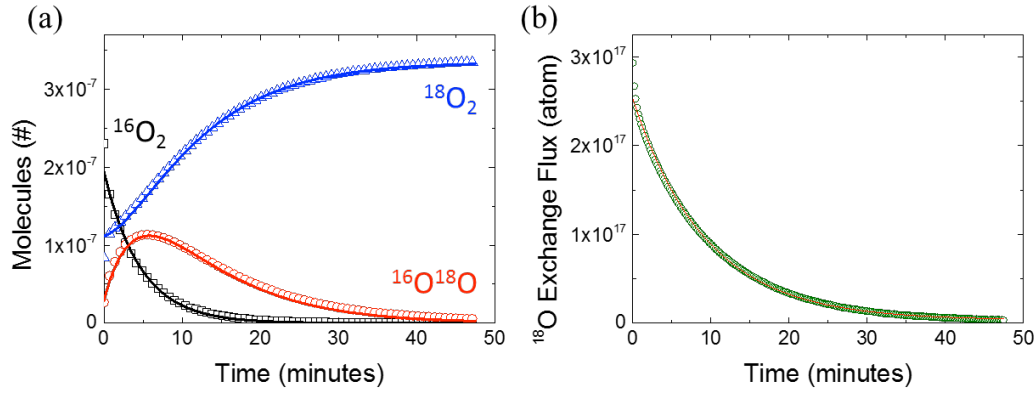 (a)
Molecules (#)
3x10⁻⁷
2x10⁻⁷
1x10⁻⁷
0
¹⁶O₂
¹⁸O₂
¹⁶O¹⁸O
0 10 20 30 40 50
Time (minutes)
(b)
¹⁸O Exchange Flux (atom)
3x10¹⁷
2x10¹⁷
1x10¹⁷
0
0 10 20 30 40 50
Time (minutes)